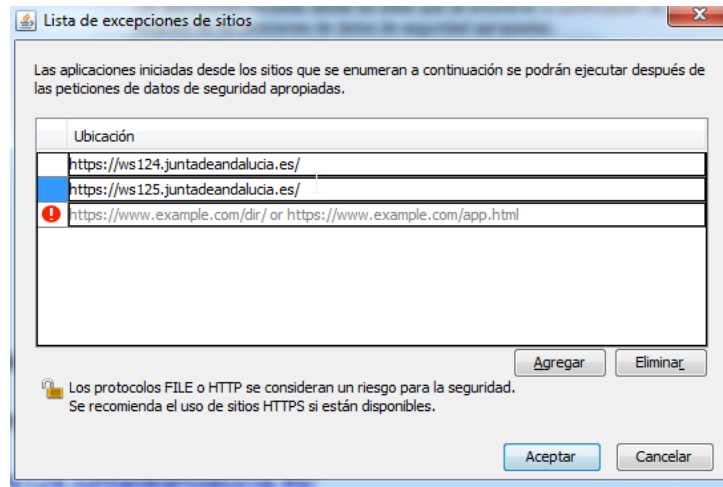 Lista de excepciones de sitios
Las aplicaciones iniciadas desde los sitios que se enumeran a continuación se podrán ejecutar después de
las peticiones de datos de seguridad apropiadas.
Ubicación
https://ws124.juntadeandalucia.es/
https://ws125.juntadeandalucia.es/
https://www.example.com/dir/ or https://www.example.com/app.html
Agregar
Eliminar
Los protocolos FILE o HTTP se consideran un riesgo para la seguridad.
Se recomienda el uso de sitios HTTPS si están disponibles.
Aceptar
Cancelar